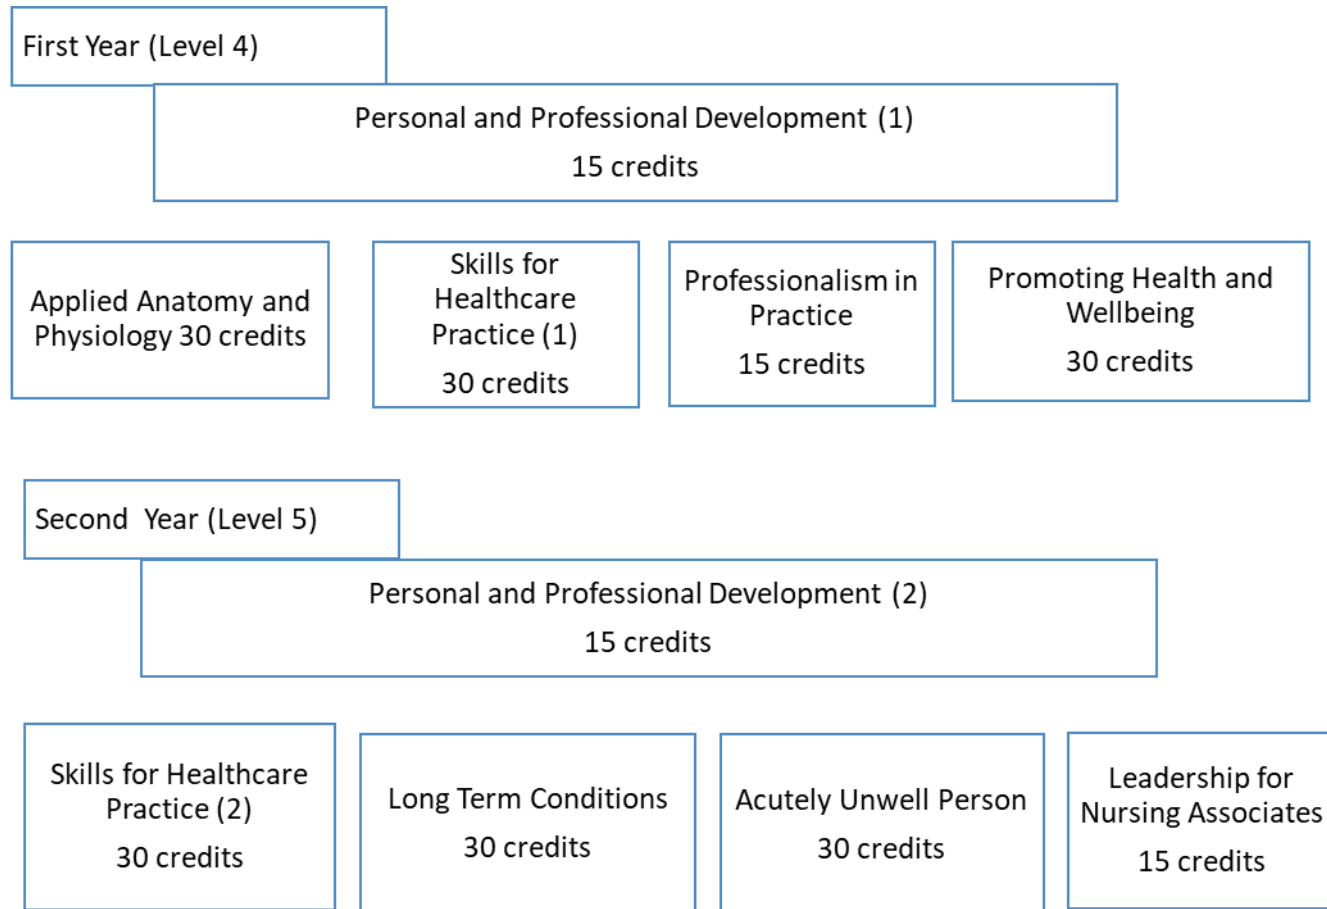 First Year (Level 4)
Personal and Professional Development (1)
15 credits
Applied Anatomy and
Physiology 30 credits
Skills for
Healthcare
Practice (1)
30 credits
Professionalism in
Practice
15 credits
Promoting Health and
Wellbeing
30 credits
Second  Year (Level 5)
Personal and Professional Development (2)
15 credits
Skills for Healthcare
Practice (2)
30 credits
Long Term Conditions
30 credits
Acutely Unwell Person
30 credits
Leadership for
Nursing Associates
15 credits